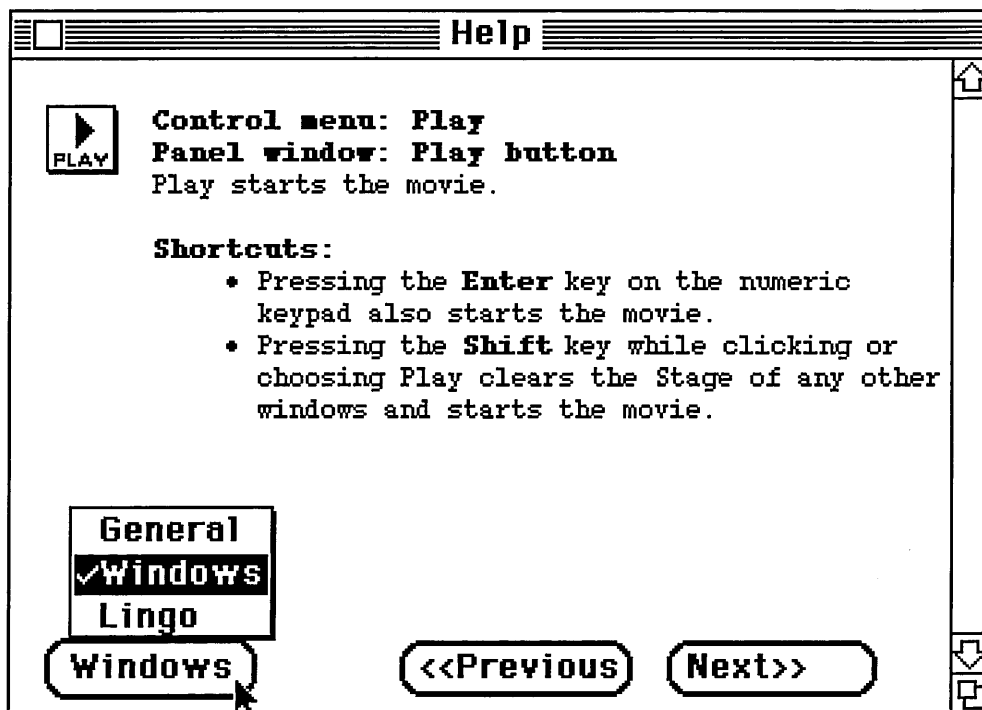 Help
PLAY
Control menu: Play
Panel window: Play button
Play starts the movie.
Shortcuts:
• Pressing the Enter key on the numeric
keypad also starts the movie.
• Pressing the Shift key while clicking or
choosing Play clears the Stage of any other
windows and starts the movie.
General
✓Windows
Lingo
Windows
<<Previous
Next>>